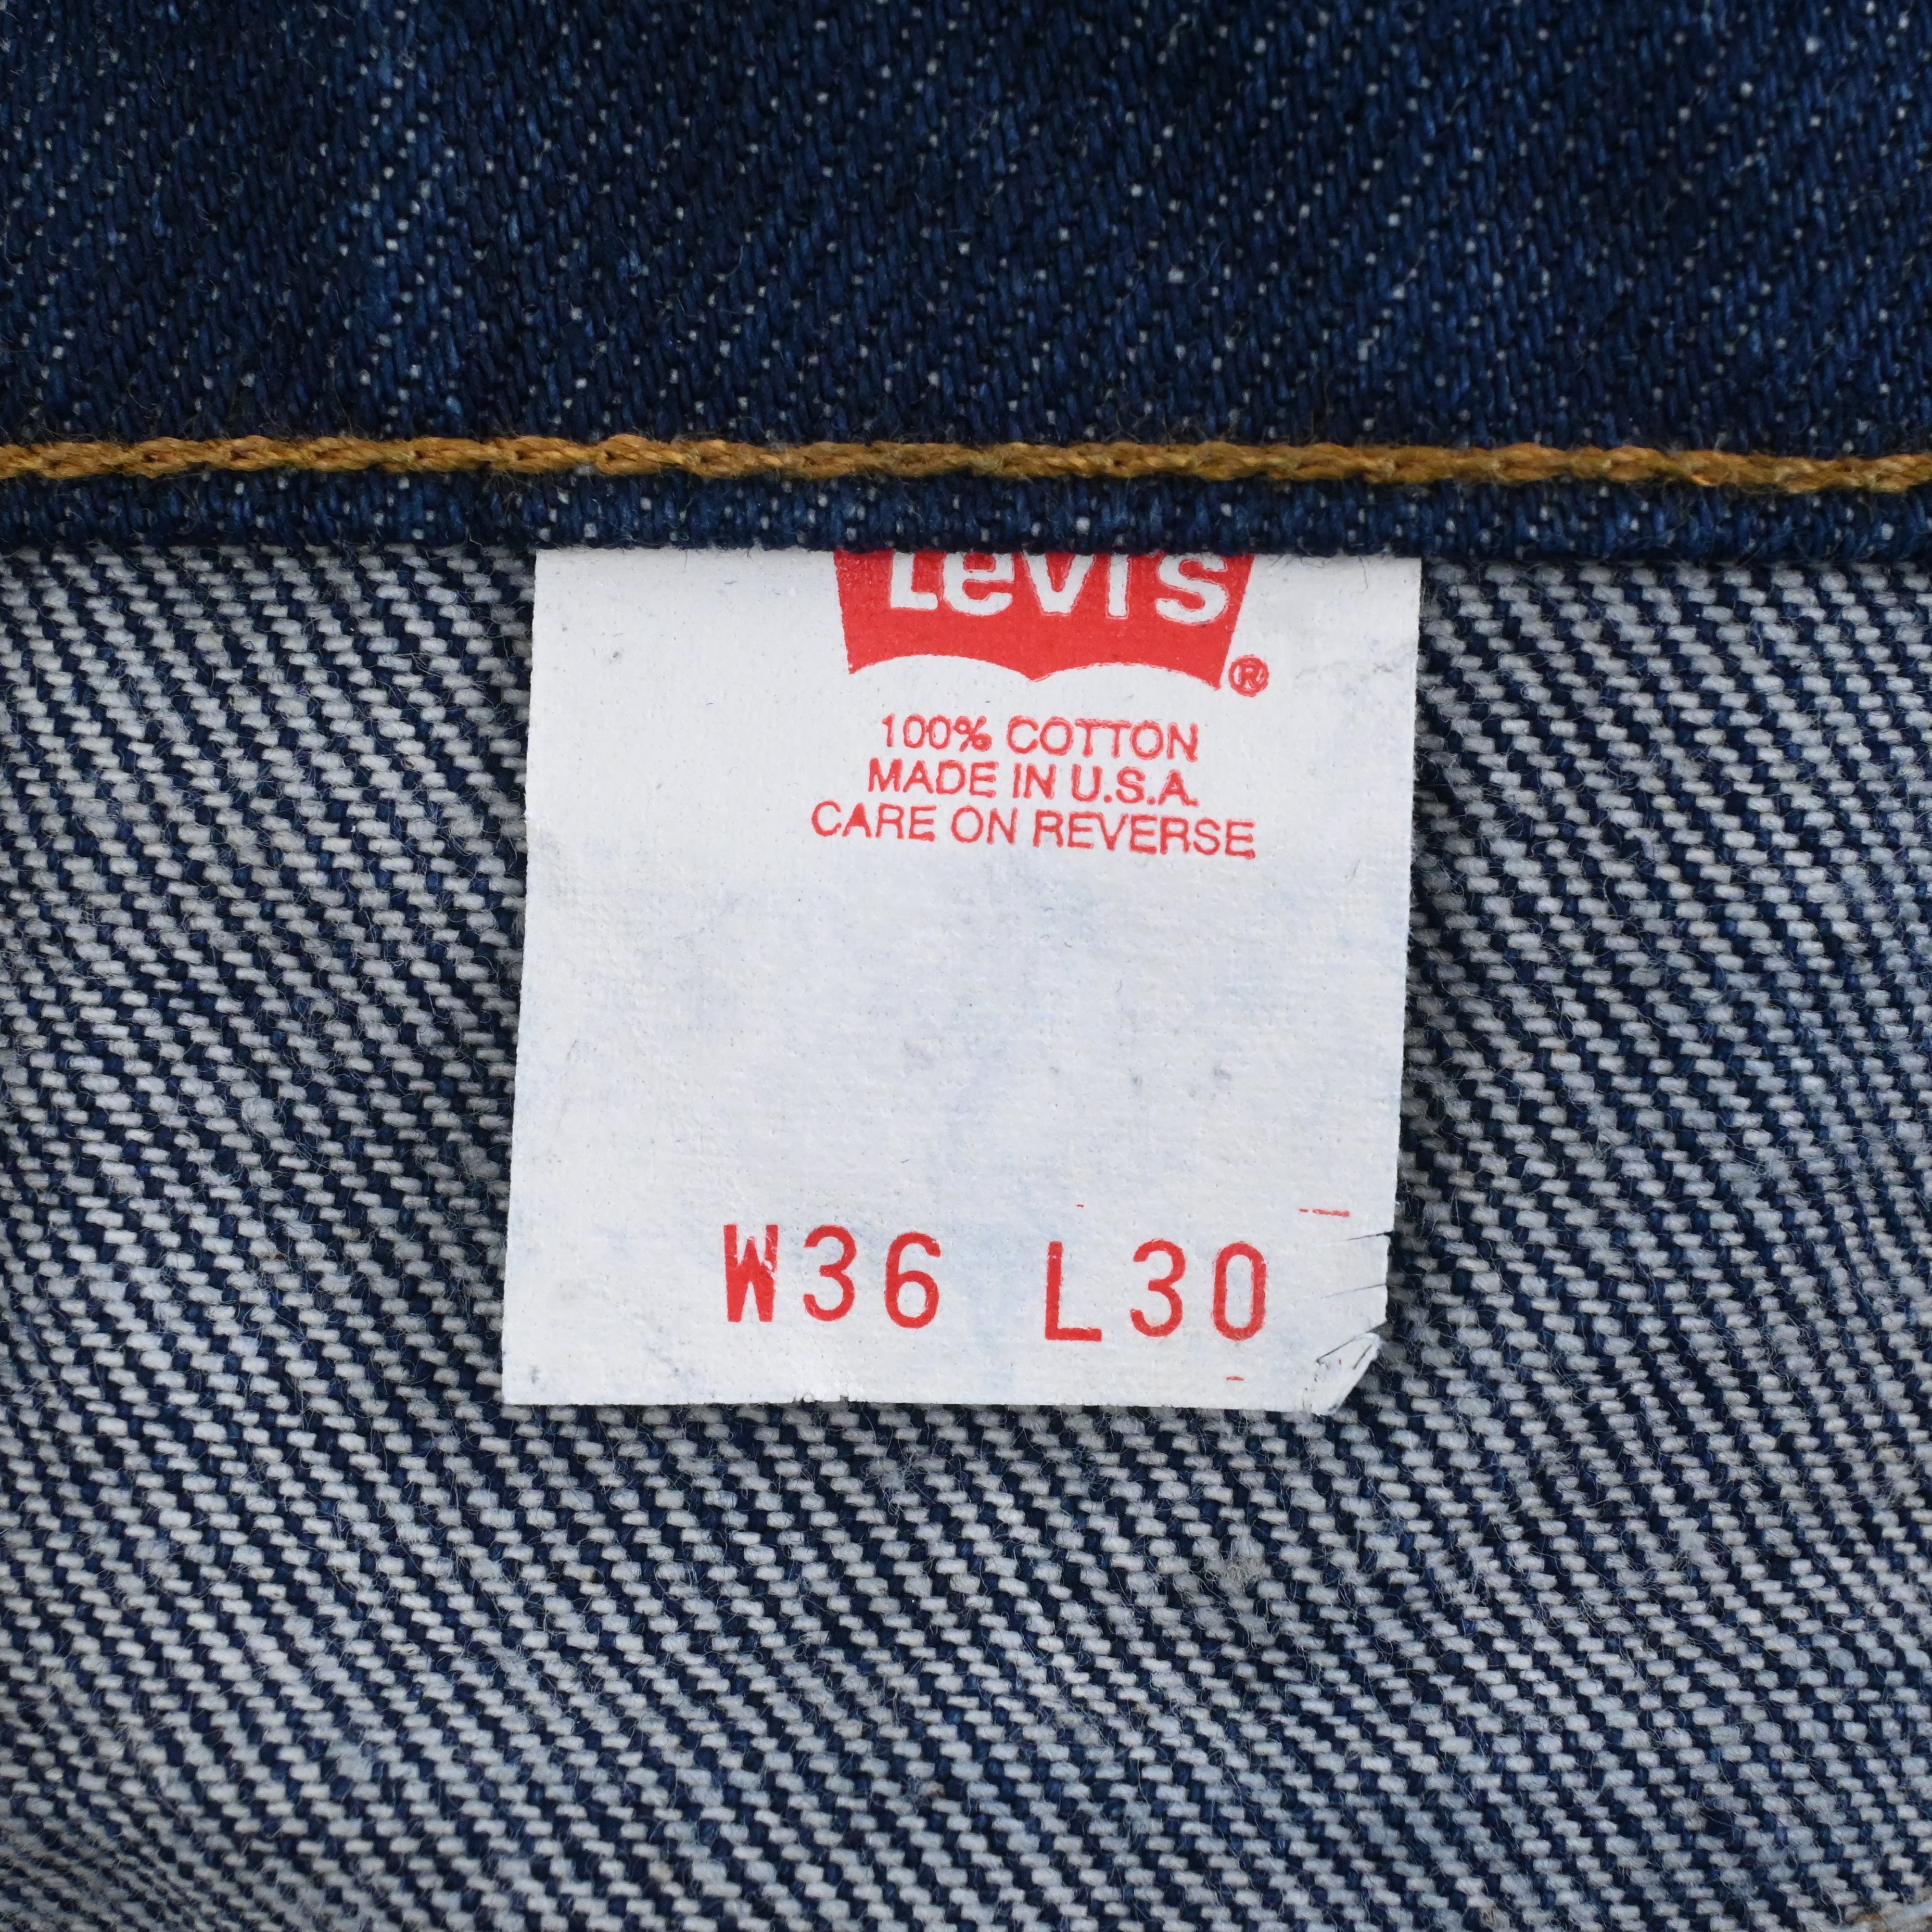 Levi's
®
100% COTTON
MADE IN U.S.A.
CARE ON REVERSE
W36 L30